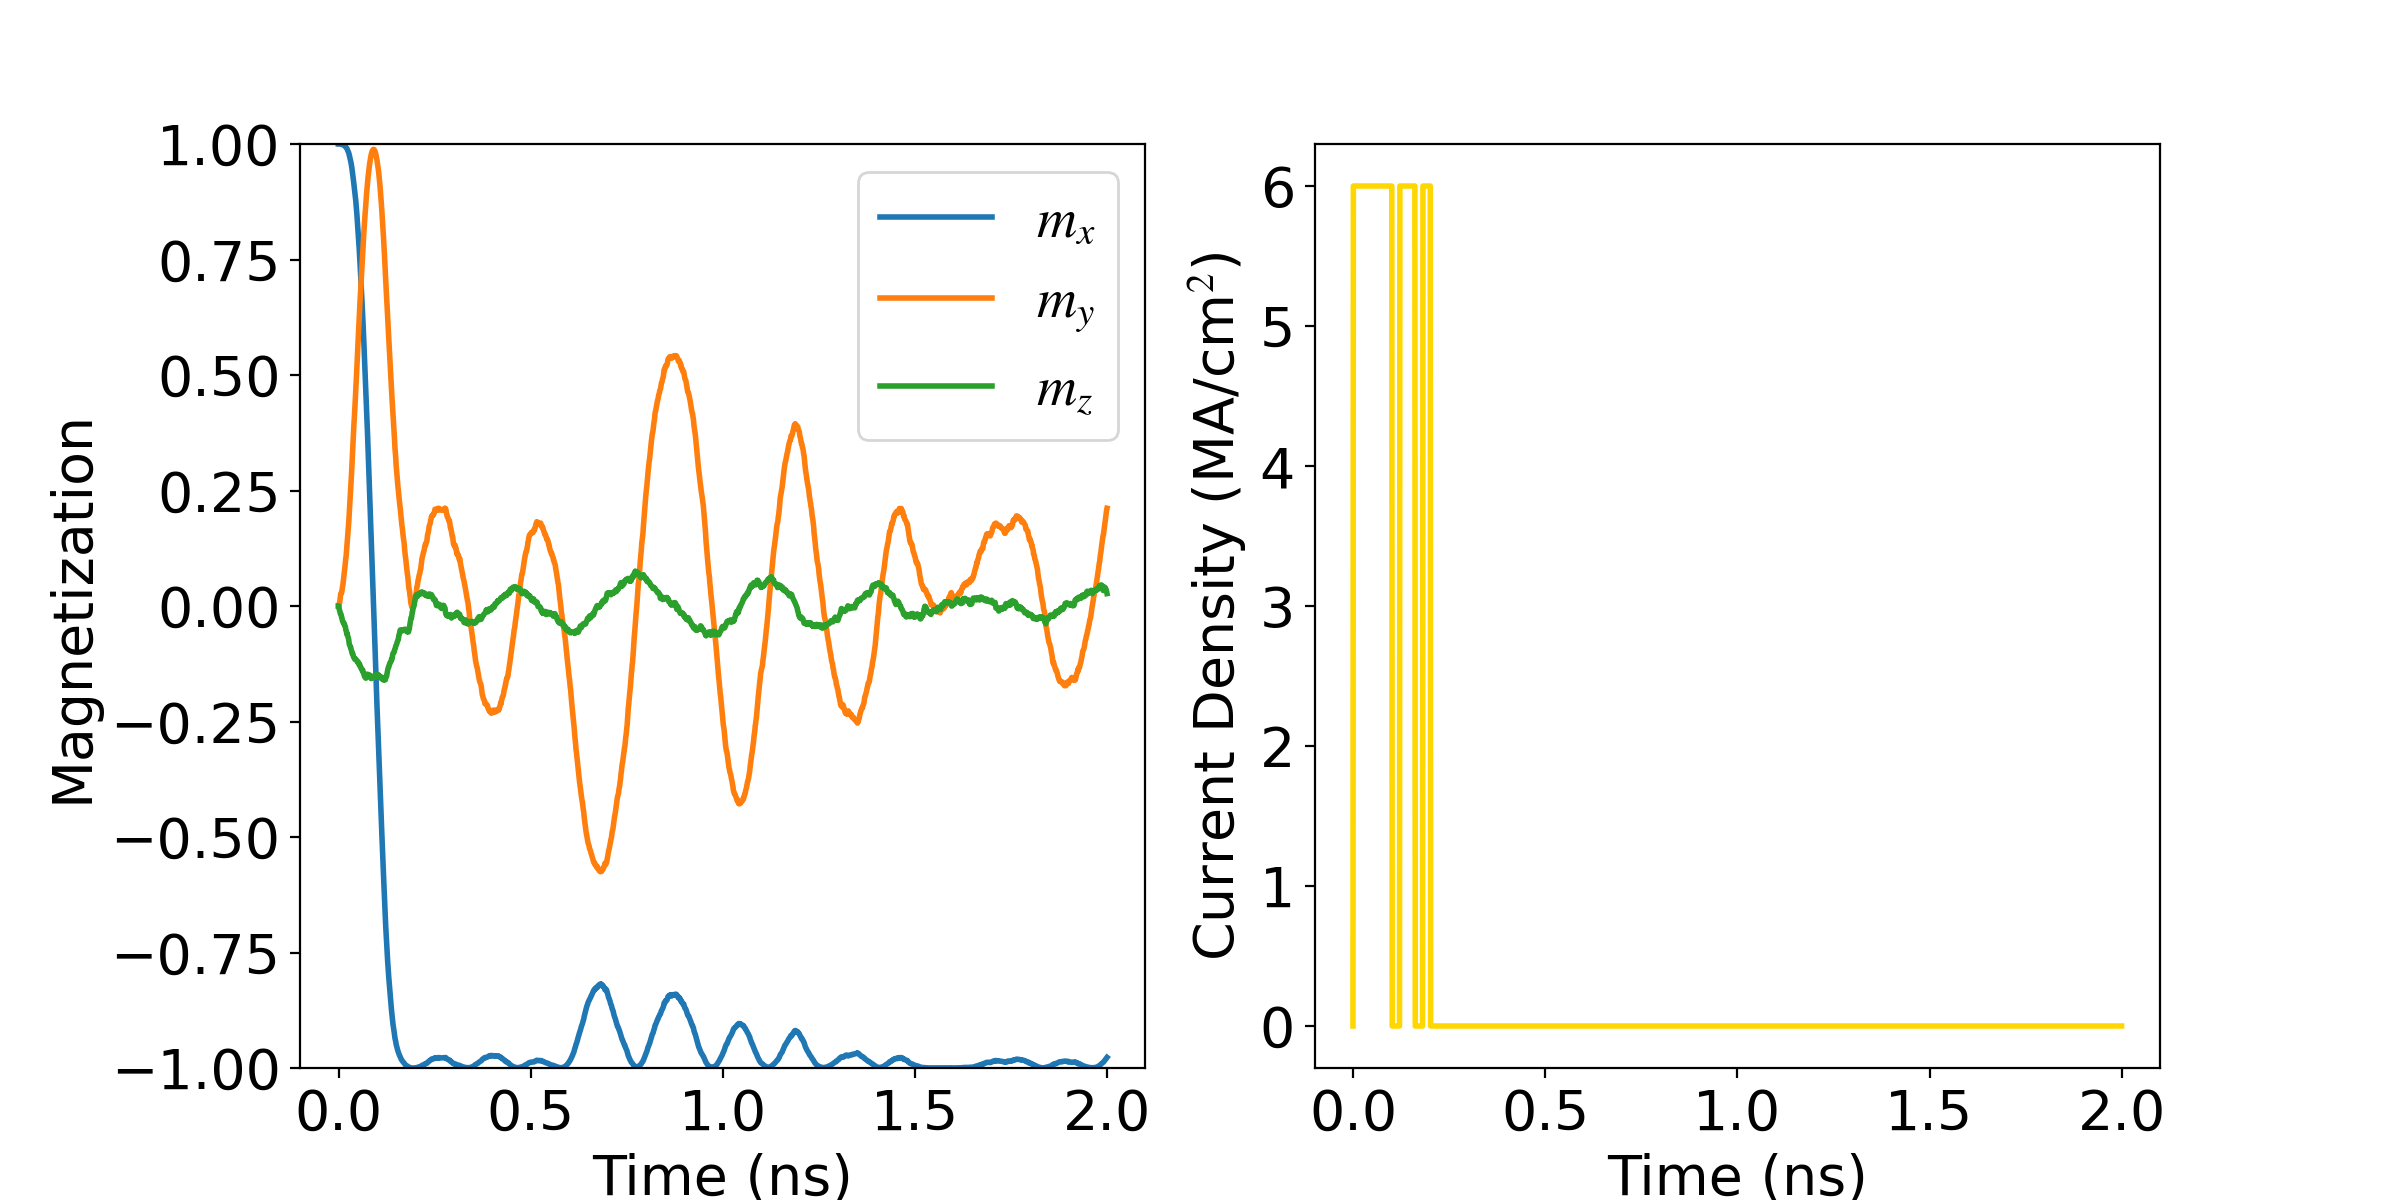 1.00
0.75
0.50
0.25
0.00
−0.25
−0.50
−0.75
−1.00
Magnetization
0.0 0.5 1.0 1.5 2.0
Time (ns)
mₓ
m_y
m_z
6
5
4
3
2
1
0
Current Density (MA/cm²)
0.0 0.5 1.0 1.5 2.0
Time (ns)